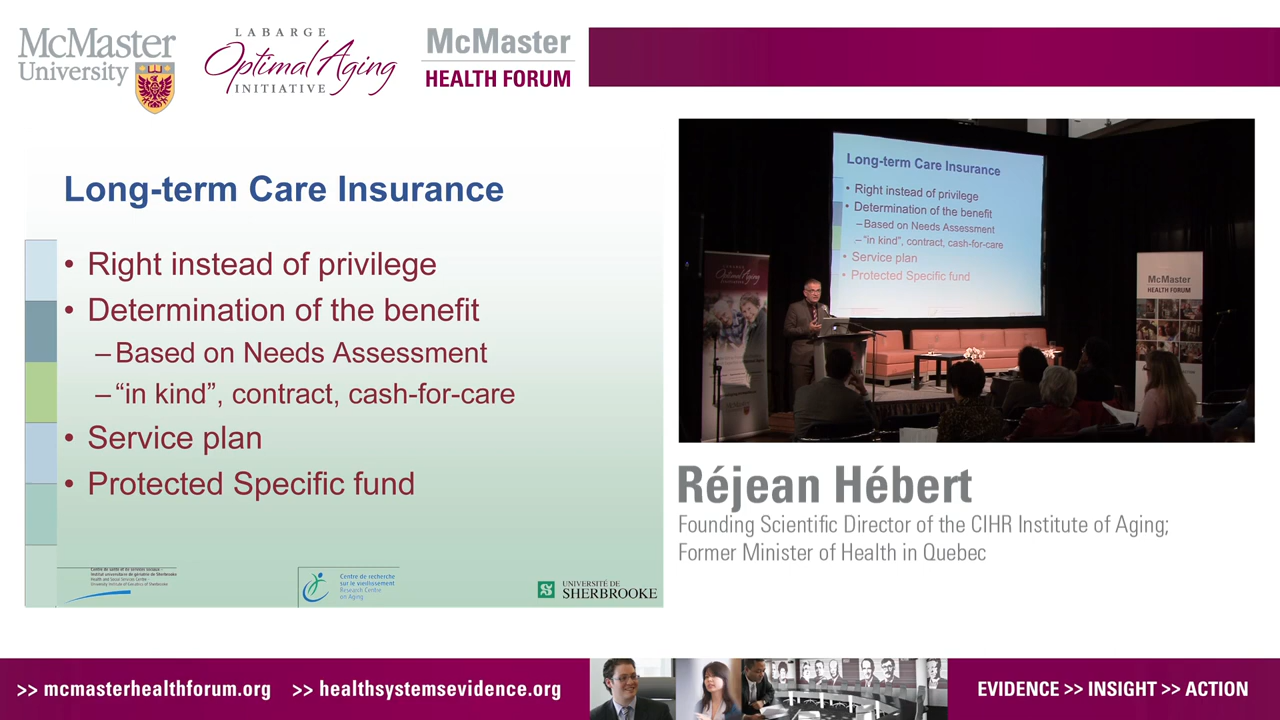 McMaster
University
LABARGE
Optimal Aging
INITIATIVE
McMaster
HEALTH FORUM
Long-term Care Insurance
• Right instead of privilege
• Determination of the benefit
– Based on Needs Assessment
– “in kind”, contract, cash-for-care
• Service plan
• Protected Specific fund
Centre de santé et de services sociaux –
Institut universitaire de gériatrie de Sherbrooke
Health and Social Services Centre –
University Institute of Geriatrics of Sherbrooke
Centre de recherche
sur le vieillissement
Research Centre
on Aging
UNIVERSITÉ DE
SHERBROOKE
Long-term Care Insurance
• Right instead of privilege
• Determination of the benefit
– Based on Needs Assessment
– “in kind”, contract, cash-for-care
• Service plan
• Protected Specific fund
LABARGE
Optimal Aging
INITIATIVE
McMaster
HEALTH FORUM
Réjean Hébert
Founding Scientific Director of the CIHR Institute of Aging;
Former Minister of Health in Quebec
>> mcmasterhealthforum.org >> healthsystemsevidence.org
EVIDENCE >> INSIGHT >> ACTION